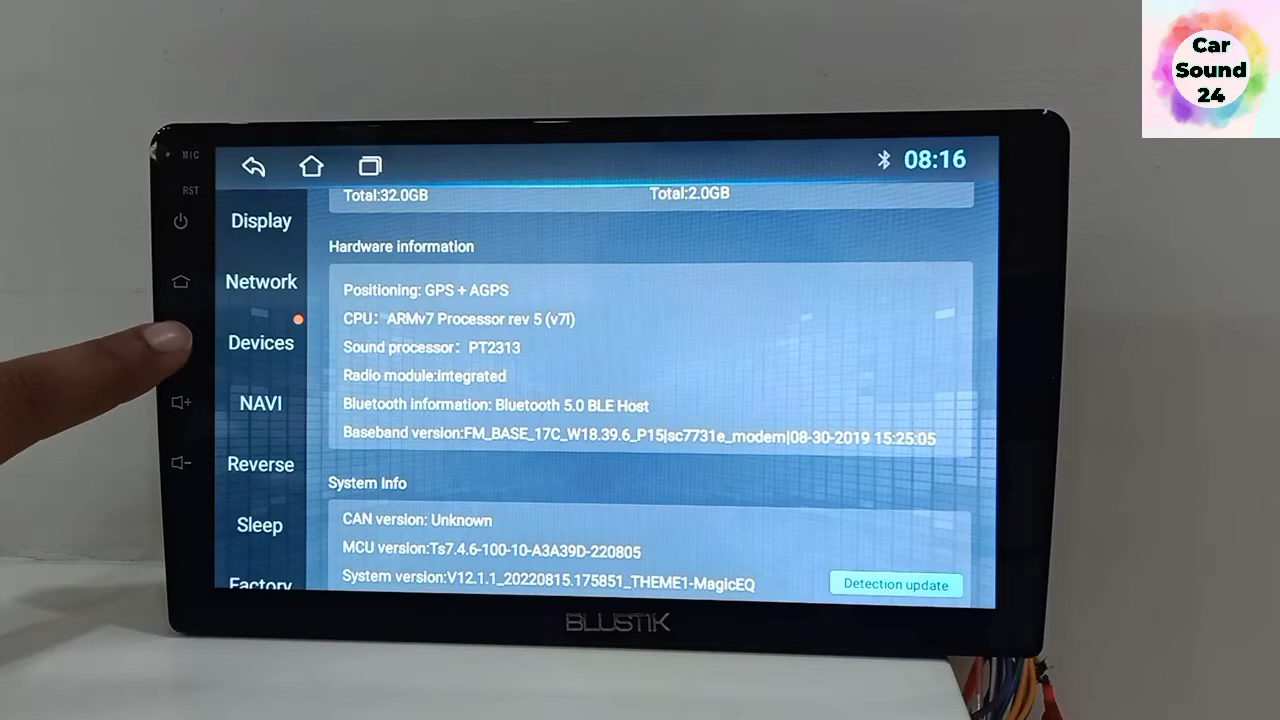 Car
Sound
24
MIC
RST
08:16
Total:32.0GB
Total:2.0GB
Display
Network
Devices
NAVI
Reverse
Sleep
Factory
Hardware information
Positioning: GPS + AGPS
CPU: ARMv7 Processor rev 5 (v7l)
Sound processor: PT2313
Radio module:integrated
Bluetooth information: Bluetooth 5.0 BLE Host
Baseband version:FM_BASE_17C_W18.39.6_P15|sc7731e_modem|08-30-2019 15:25:05
System Info
CAN version: Unknown
MCU version:Ts7.4.6-100-10-A3A39D-220805
System version:V12.1.1_20220815.175851_THEME1-MagicEQ
Detection update
BLUSTIK